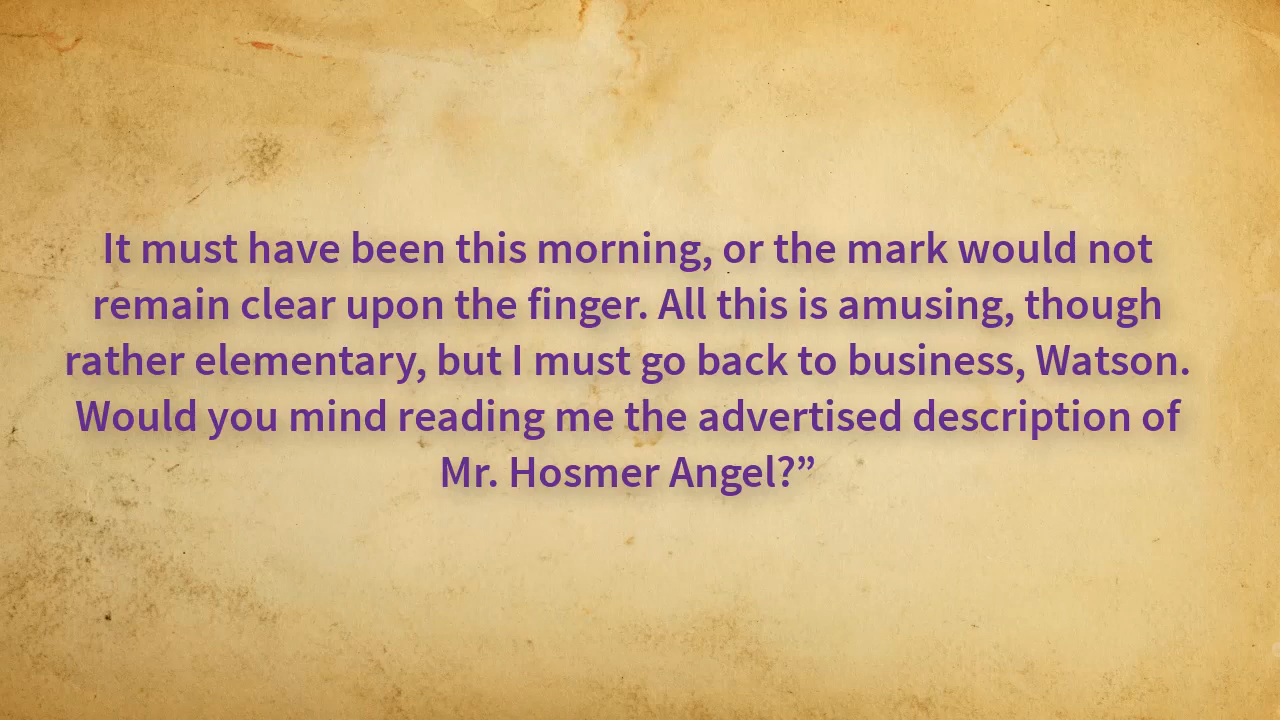 It must have been this morning, or the mark would not
remain clear upon the finger. All this is amusing, though
rather elementary, but I must go back to business, Watson.
Would you mind reading me the advertised description of
Mr. Hosmer Angel?”